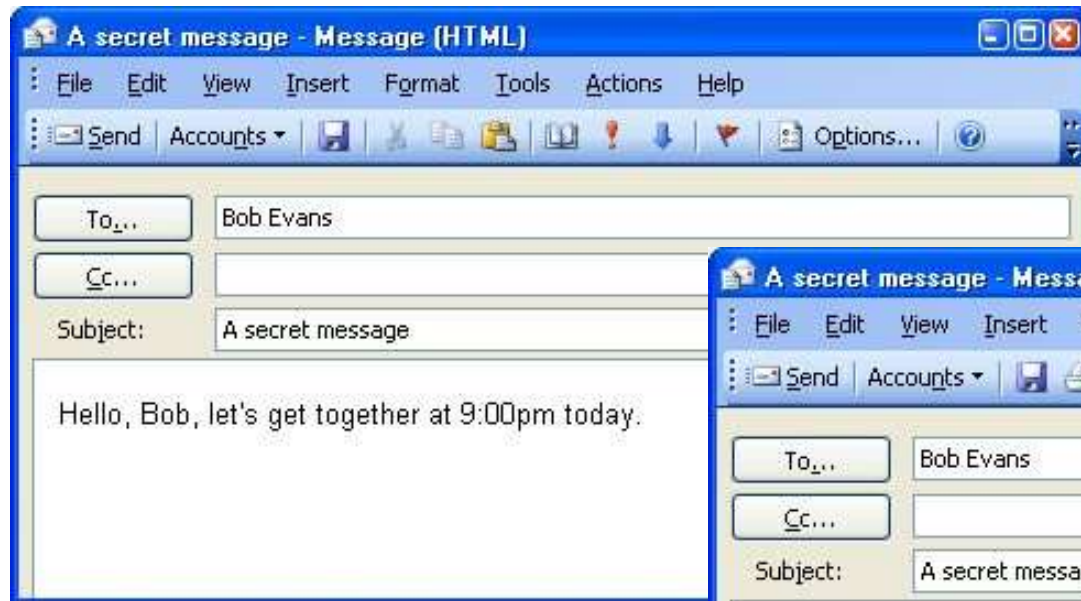 A secret message - Message (HTML)
File Edit View Insert Format Tools Actions Help
Send Accounts Options...
To... Bob Evans
Cc...
Subject: A secret message
Hello, Bob, let's get together at 9:00pm today.
A secret message - Messa
File Edit View Insert
Send Accounts
To... Bob Evans
Cc...
Subject: A secret messa